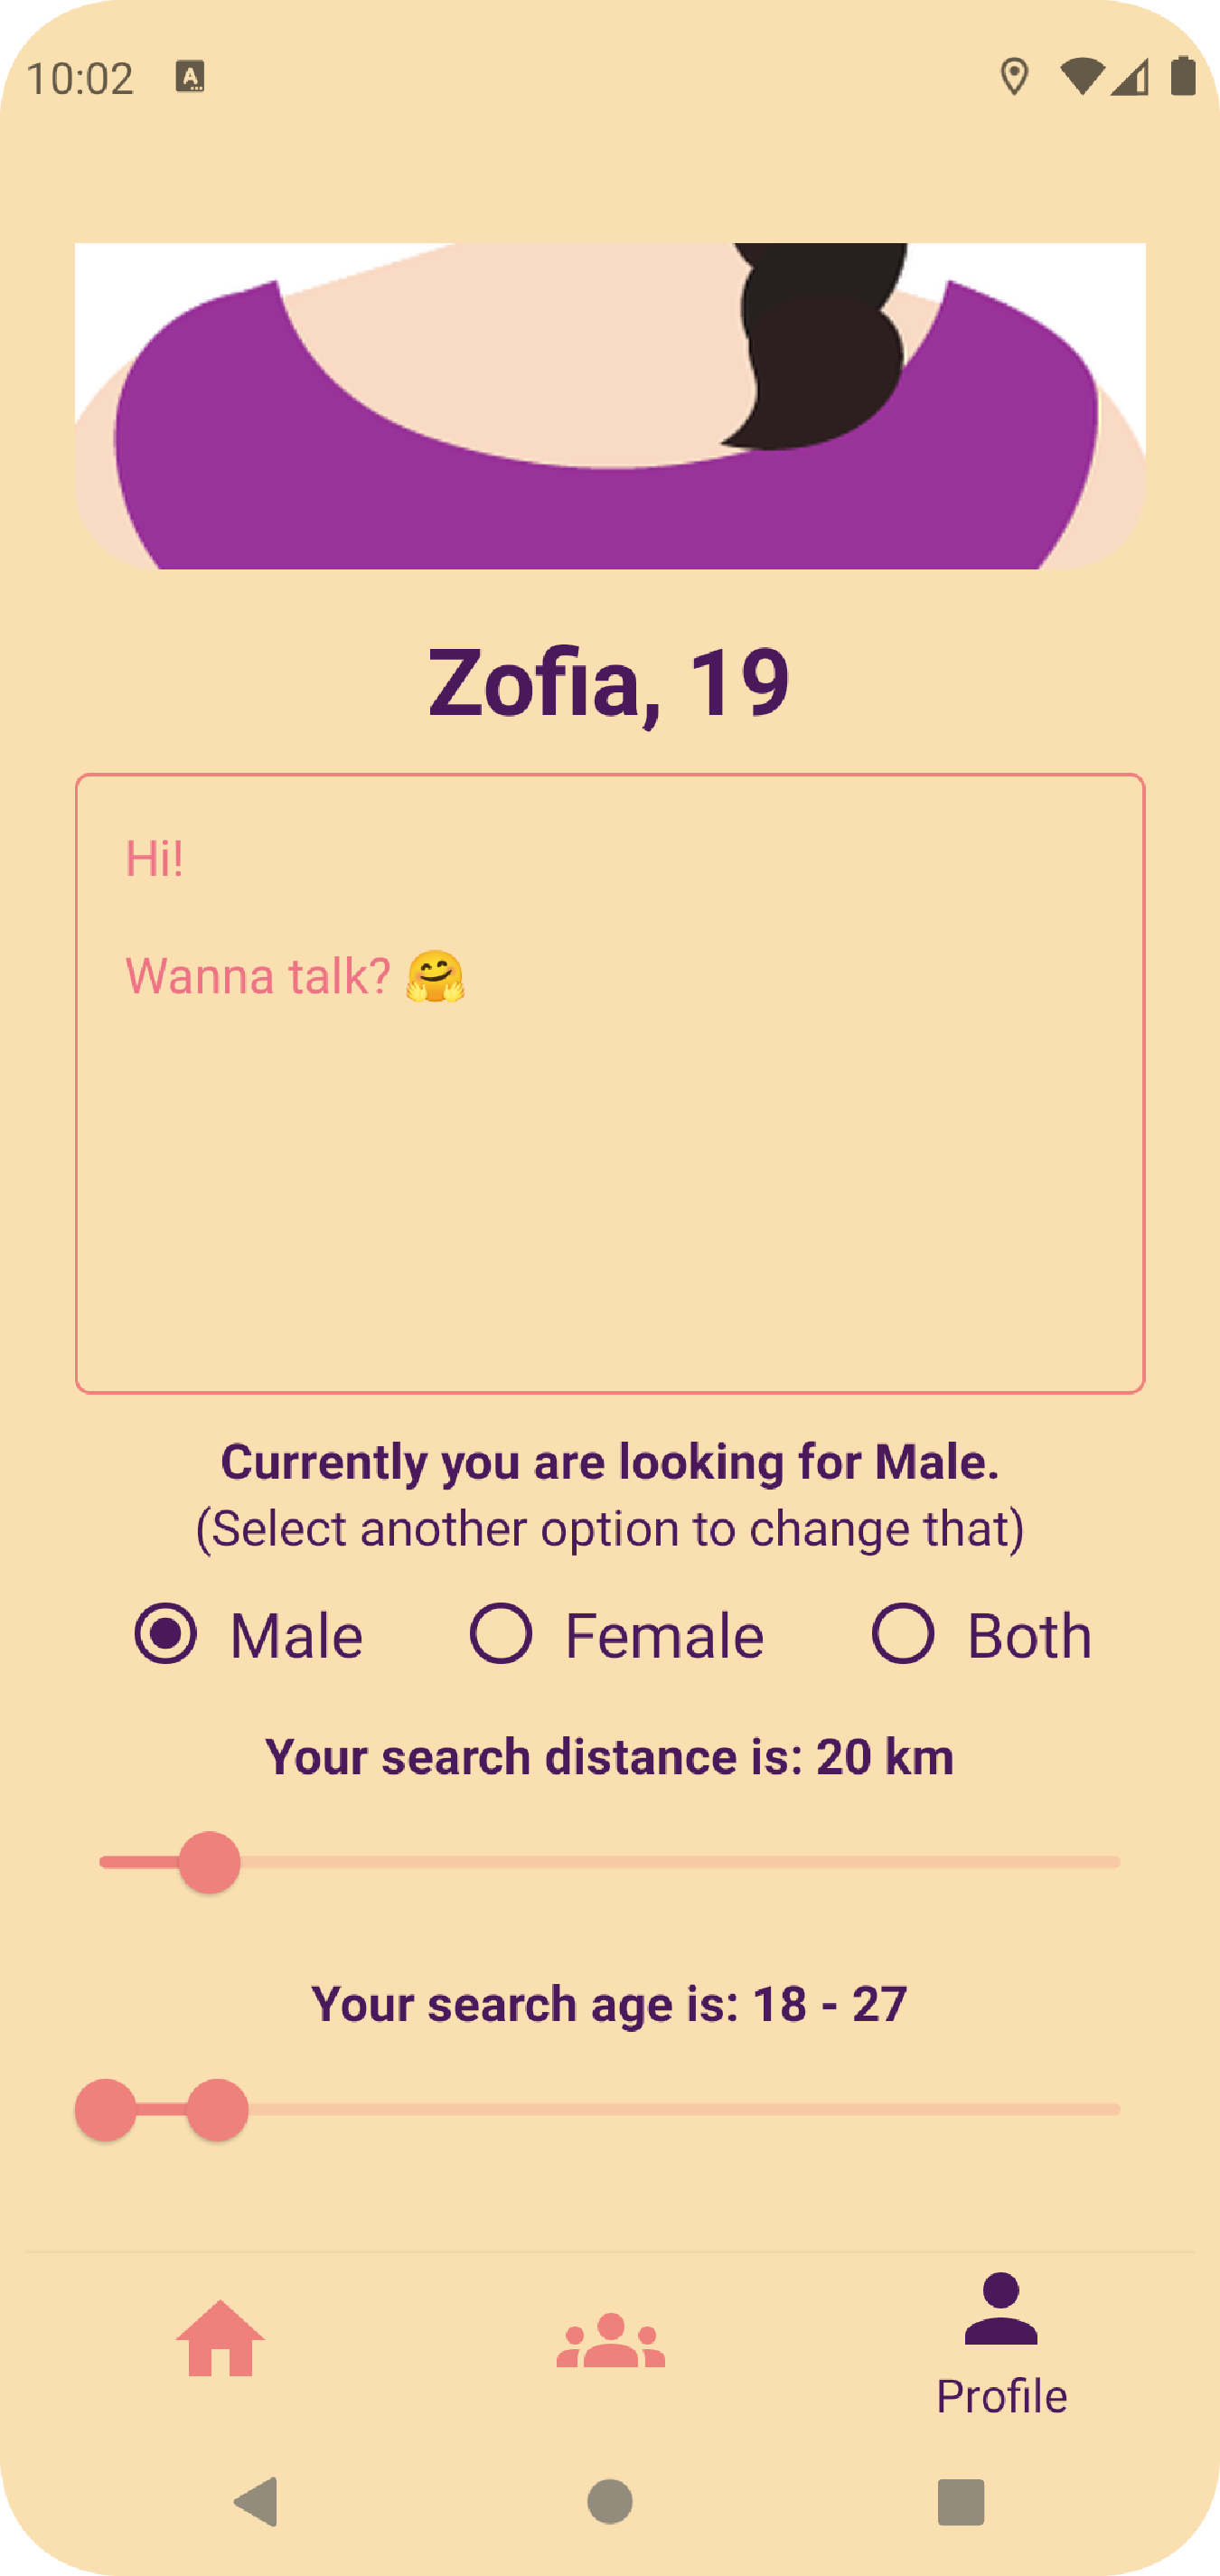 10:02
A
Zofia, 19
Hi!
Wanna talk? 🤗
Currently you are looking for Male.
(Select another option to change that)
Male Female Both
Your search distance is: 20 km
Your search age is: 18 - 27
Profile